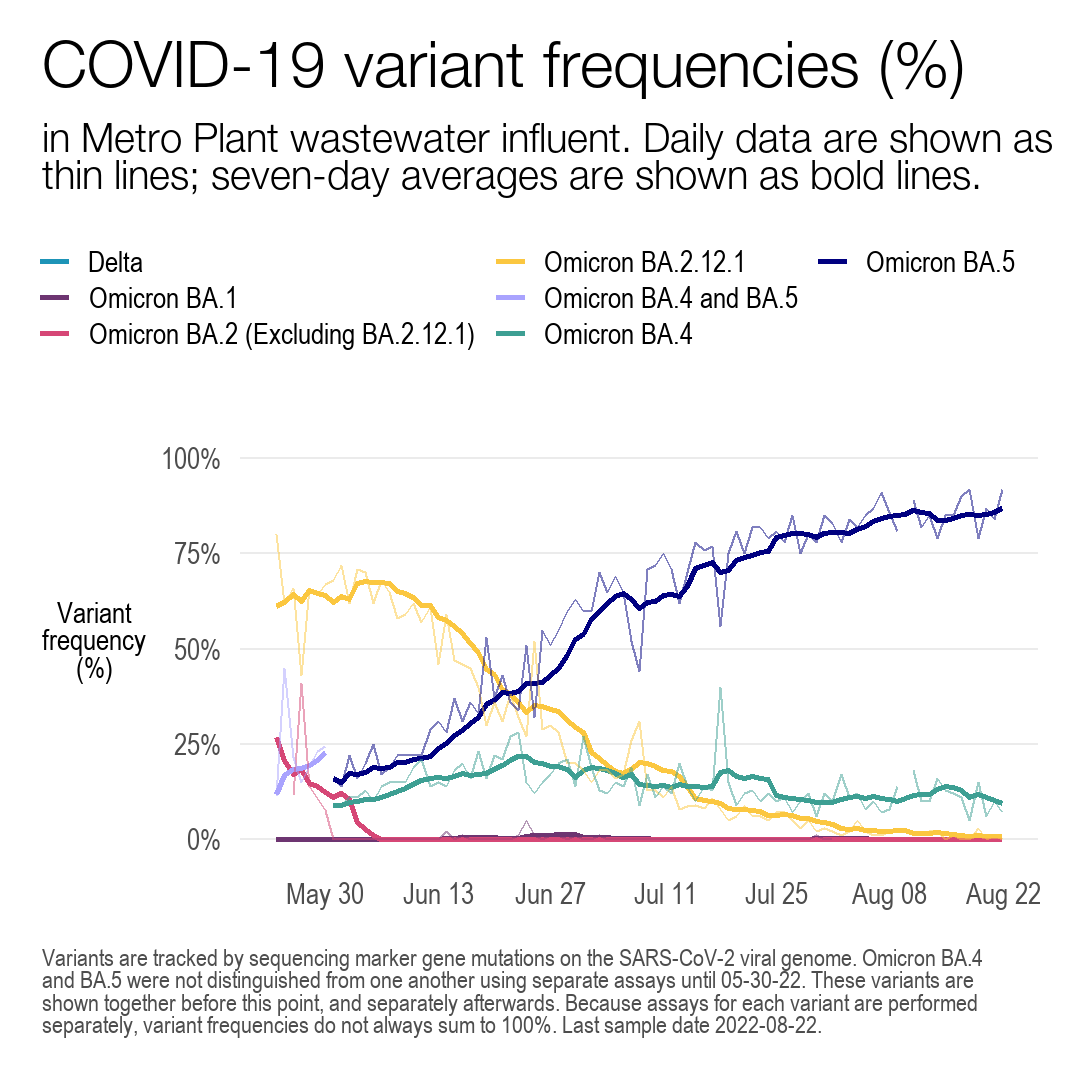 COVID-19 variant frequencies (%)
in Metro Plant wastewater influent. Daily data are shown as
thin lines; seven-day averages are shown as bold lines.
Delta
Omicron BA.1
Omicron BA.2 (Excluding BA.2.12.1)
Omicron BA.2.12.1
Omicron BA.4 and BA.5
Omicron BA.4
Omicron BA.5
Variant
frequency
(%)
100%
75%
50%
25%
0%
May 30
Jun 13
Jun 27
Jul 11
Jul 25
Aug 08
Aug 22
Variants are tracked by sequencing marker gene mutations on the SARS-CoV-2 viral genome. Omicron BA.4
and BA.5 were not distinguished from one another using separate assays until 05-30-22. These variants are
shown together before this point, and separately afterwards. Because assays for each variant are performed
separately, variant frequencies do not always sum to 100%. Last sample date 2022-08-22.